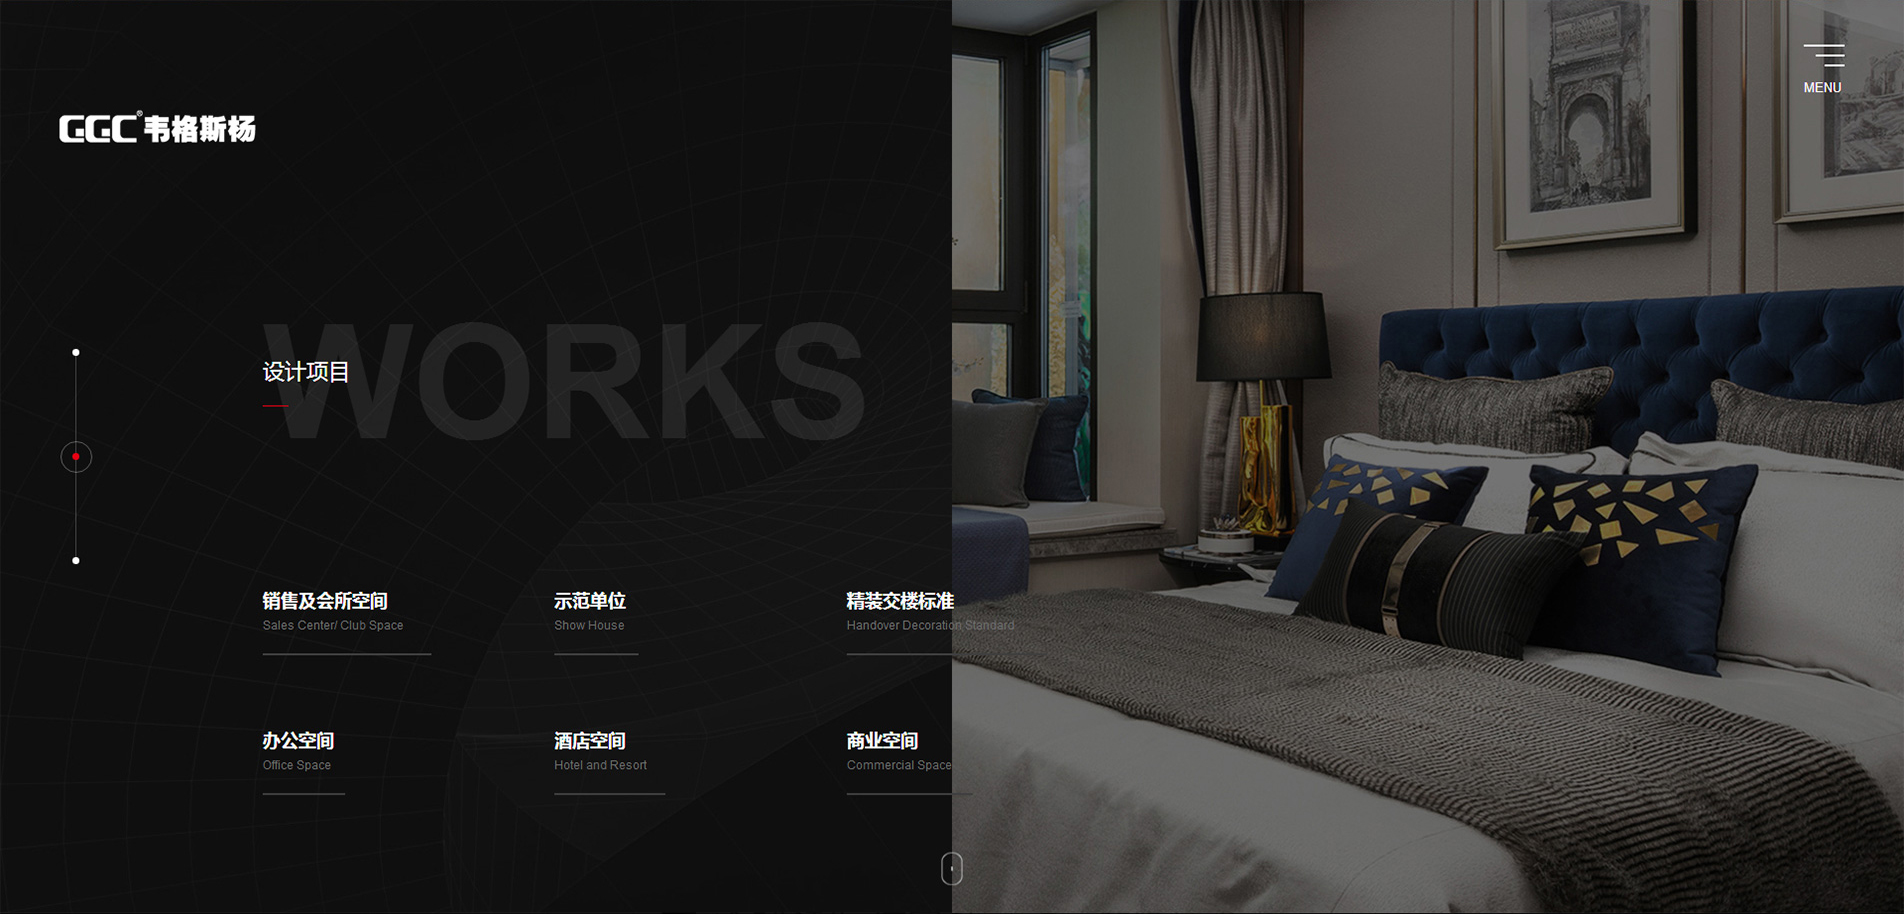 MENU
GGC®韦格斯杨
WORKS
设计项目
销售及会所空间
Sales Center/ Club Space
示范单位
Show House
精装交楼标准
Handover Decoration Standard
办公空间
Office Space
酒店空间
Hotel and Resort
商业空间
Commercial Space